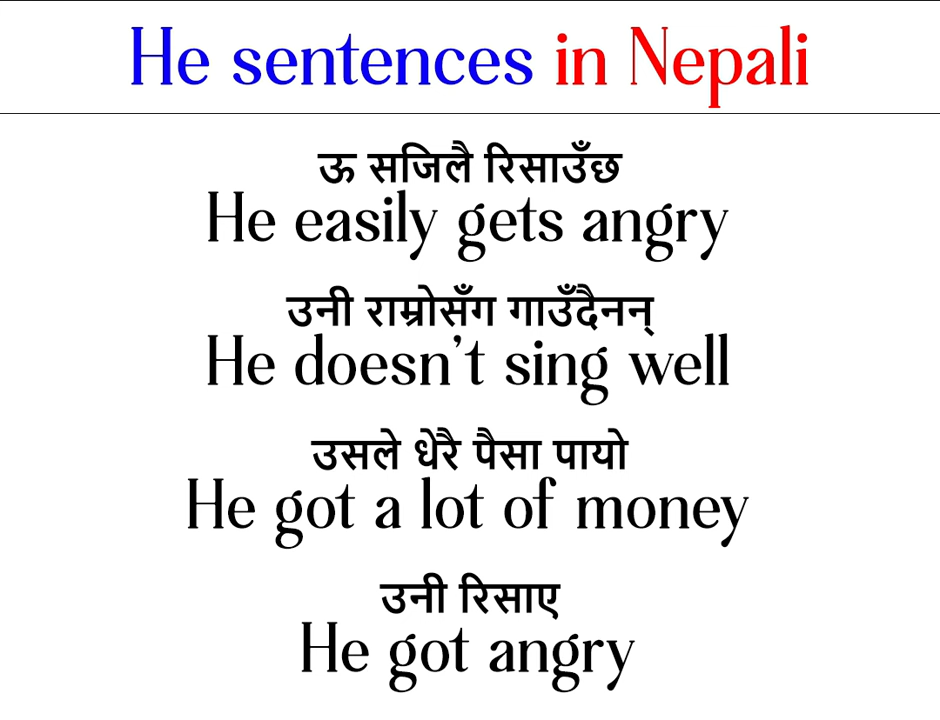 He sentences in Nepali
ऊ सजिलै रिसाउँछ
He easily gets angry
उनी राम्रोसँग गाउँदैनन्
He doesn't sing well
उसले धेरै पैसा पायो
He got a lot of money
उनी रिसाए
He got angry